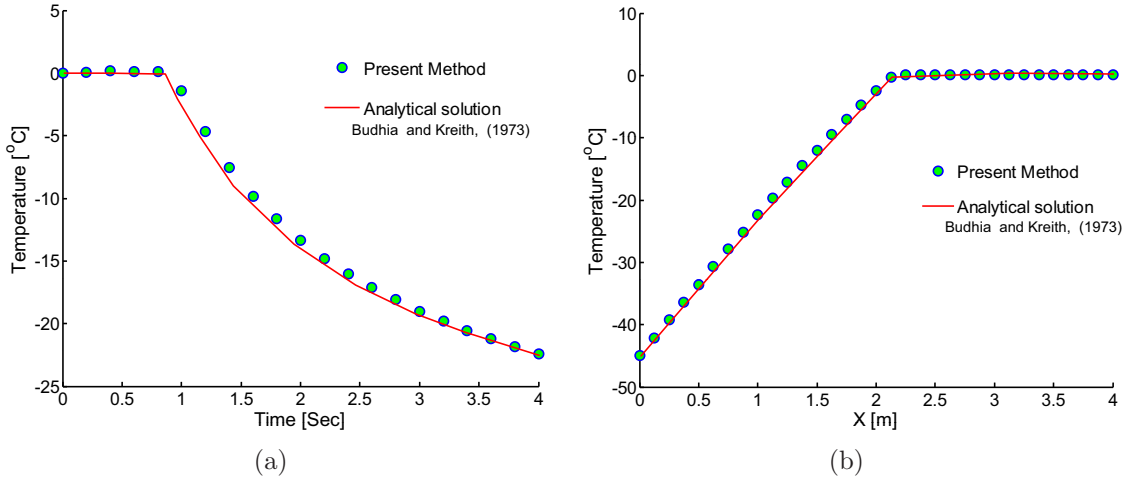 5
0
-5
-10
-15
-20
-25
0 0.5 1 1.5 2 2.5 3 3.5 4
Temperature [°C]
Time [Sec]
Present Method
Analytical solution
Budhia and Kreith, (1973)
(a)
10
0
-10
-20
-30
-40
-50
0 0.5 1 1.5 2 2.5 3 3.5 4
Temperature [°C]
X [m]
Present Method
Analytical solution
Budhia and Kreith, (1973)
(b)